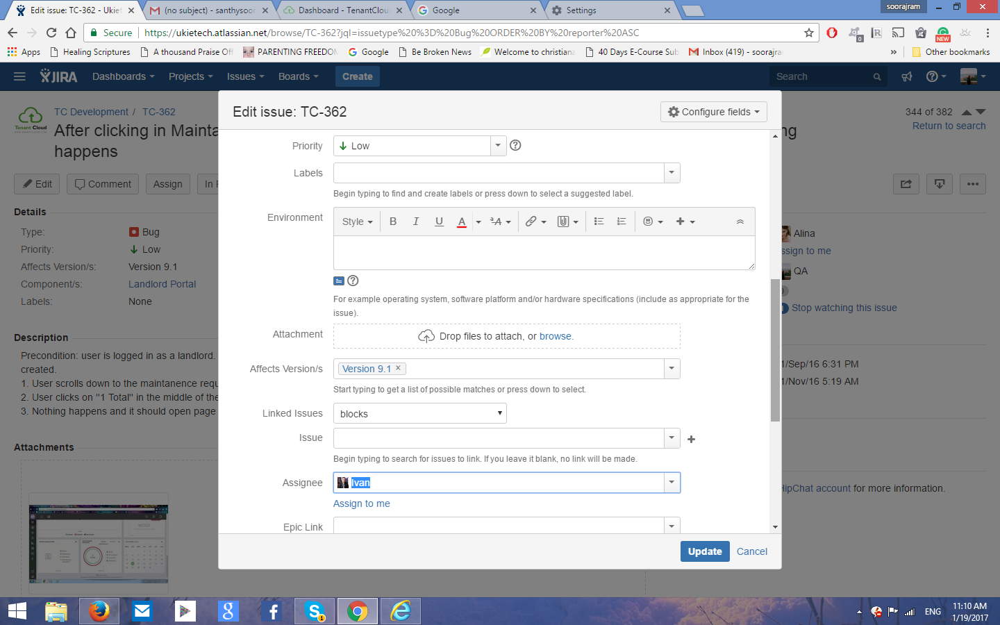 Edit issue: TC-362 - Ukiet
(no subject) - santhysoor
Dashboard - TenantClou
Google
Settings
soorajram
Secure
https://ukietech.atlassian.net/browse/TC-362?jql=issuetype%20%3D%20Bug%20ORDER%20BY%20reporter%20ASC
0
NEW
Apps
Healing Scriptures
A thousand Praise Off
PARENTING FREEDOM
Google
Be Broken News
Welcome to christiana
40 Days E-Course Sub
Inbox (419) - soorajra
»
Other bookmarks
JIRA
Dashboards
Projects
Issues
Boards
Create
Search
Tenant Cloud
TC Development / TC-362
344 of 382
Return to search
After clicking in Mainta
ng
happens
Edit
Comment
Assign
In P
Details
Type:
Bug
Priority:
Low
Affects Version/s:
Version 9.1
Component/s:
Landlord Portal
Labels:
None
Description
Precondition: user is logged in as a landlord.
created.
1. User scrolls down to the maintanence requ
2. User clicks on "1 Total" in the middle of the
3. Nothing happens and it should open page
Attachments
Edit issue: TC-362
Configure fields
Priority
Low
Labels
Begin typing to find and create labels or press down to select a suggested label.
Environment
Style
B
I
U
A
For example operating system, software platform and/or hardware specifications (include as appropriate for the
issue).
Attachment
Drop files to attach, or browse.
Affects Version/s
Version 9.1 ×
Start typing to get a list of possible matches or press down to select.
Linked Issues
blocks
Issue
Begin typing to search for issues to link. If you leave it blank, no link will be made.
Assignee
Ivan
Assign to me
Epic Link
Update
Cancel
Alina
ssign to me
QA
Stop watching this issue
1/Sep/16 6:31 PM
1/Nov/16 5:19 AM
HipChat account for more information.
ENG
11:10 AM
1/19/2017